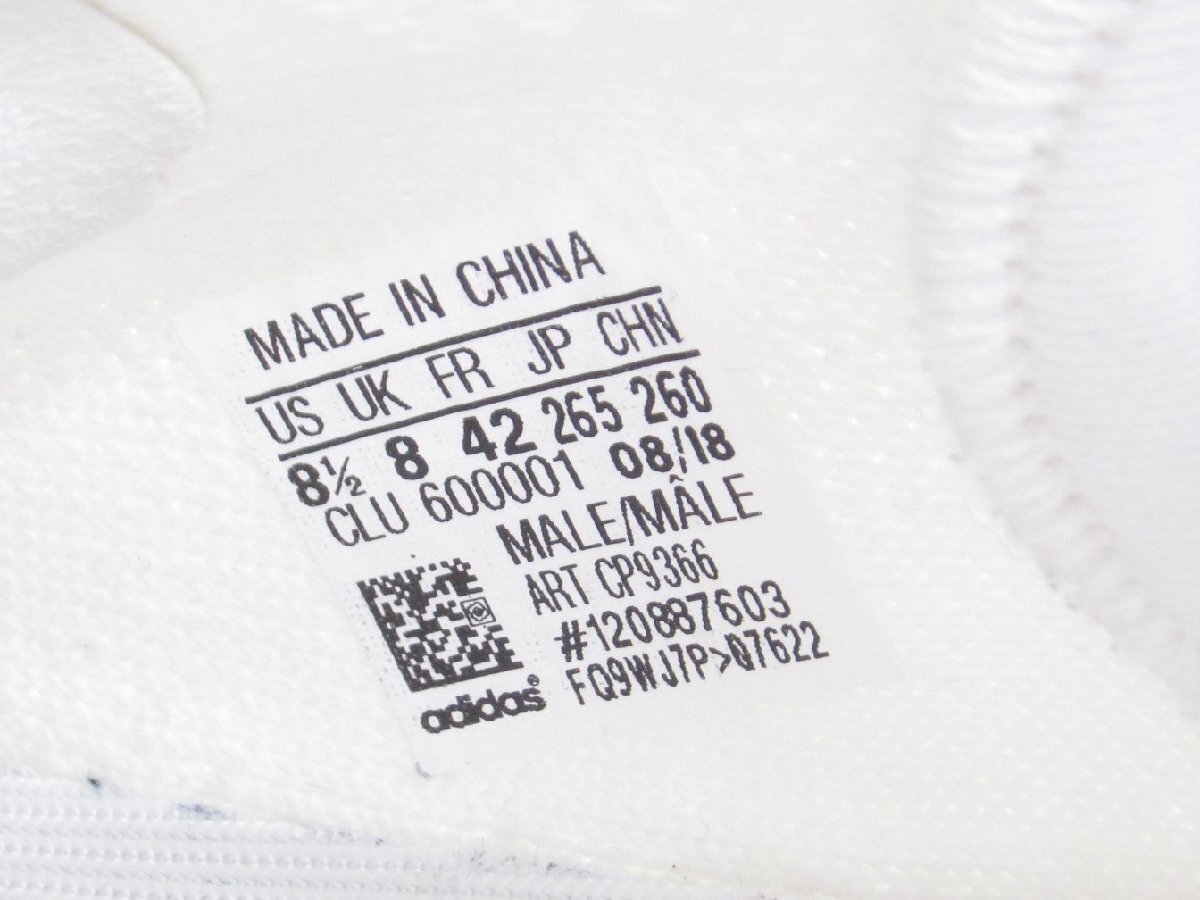 MADE IN CHINA
US UK FR JP CHN
8½ 8 42 265 260
CLU 600001 08/18
MALE/MÂLE
ART CP9366
#120887603
FQ9WJ7P>Q7622
adidas®